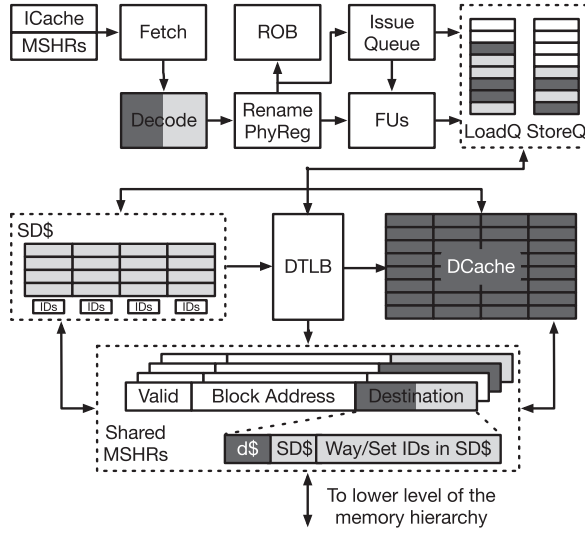 ICache
MSHRs
Fetch
ROB
Issue
Queue
Decode
Rename
PhyReg
FUs
LoadQ StoreQ
SD$
IDs IDs IDs IDs
DTLB
DCache
Valid Block Address Destination
Shared
MSHRs
d$ SD$ Way/Set IDs in SD$
To lower level of the
memory hierarchy